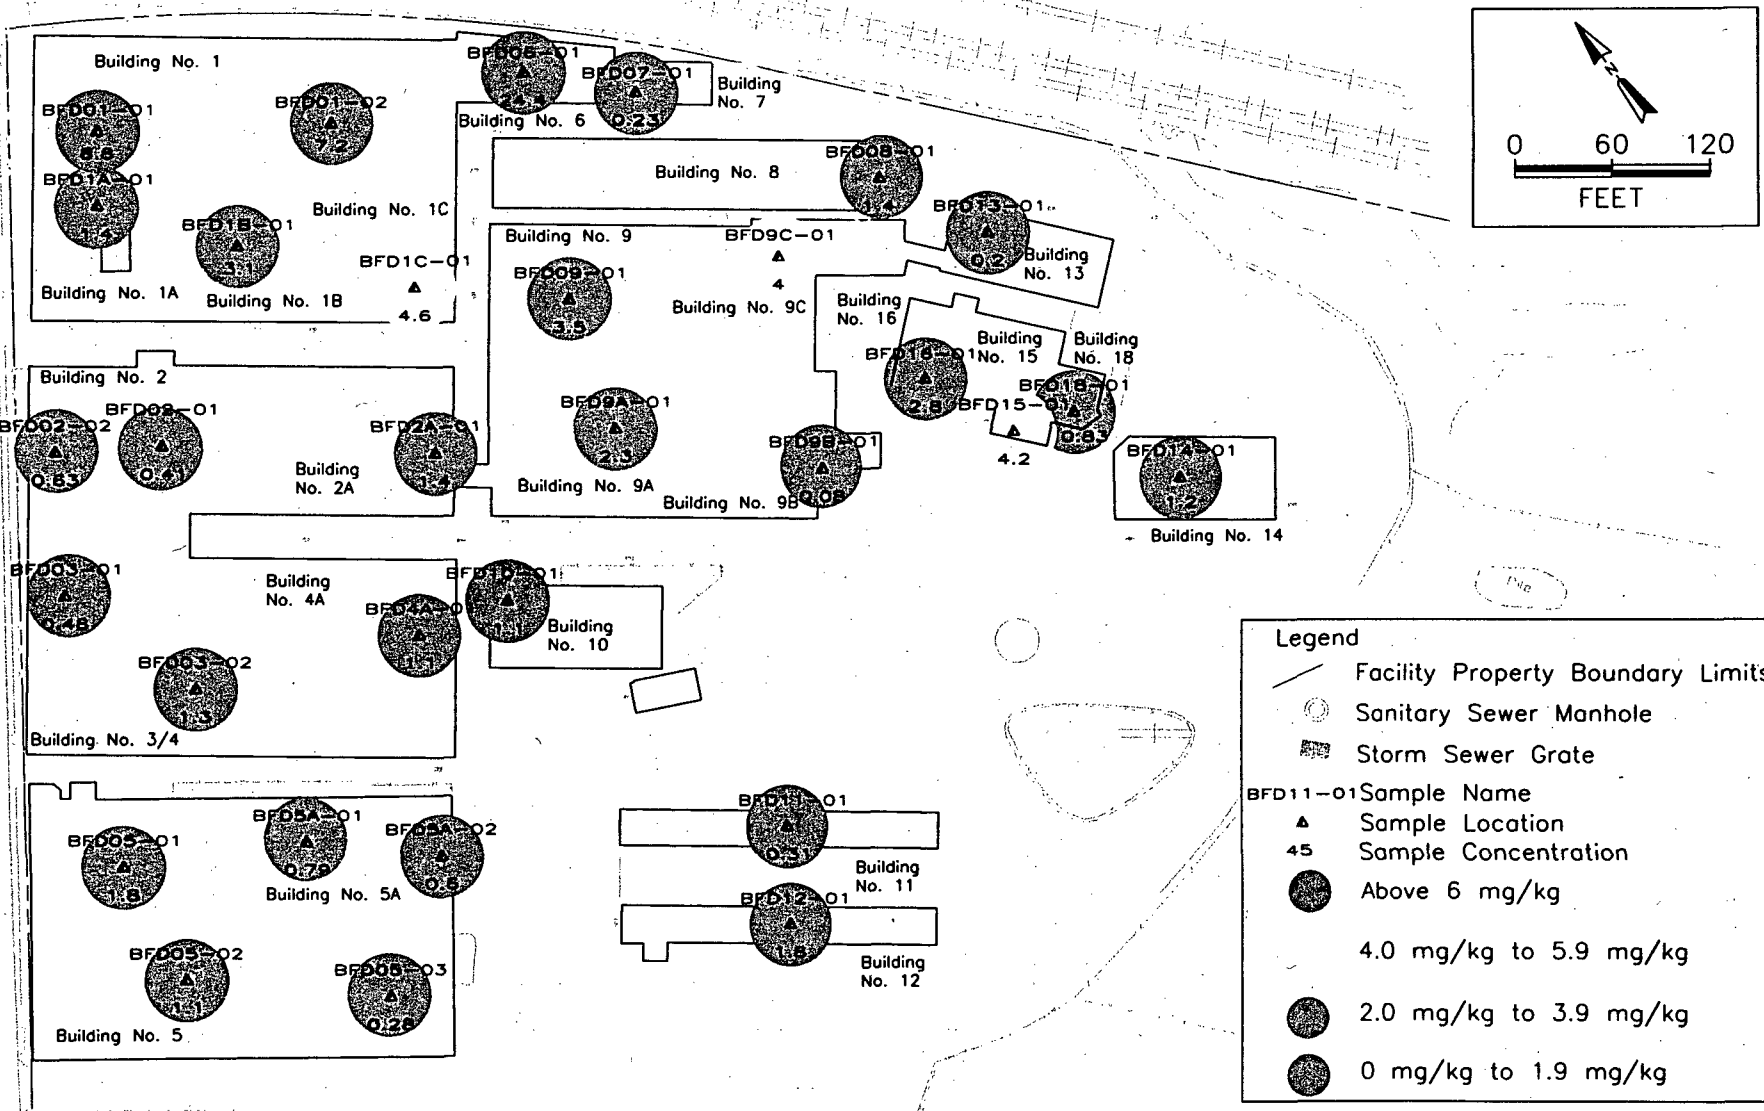 Building No. 1
BFD01-01
BFD01-02
7.2
BFD1A-01
1.4
Building No. 1C
BFD1B-01
3.1
BFD1C-01
4.6
Building No. 1A
Building No. 1B
BFD06-01
24.4
BFD07-01
0.23
Building
No. 7
Building No. 6
BFD08-01
1.4
Building No. 8
Building No. 9
BFD9C-01
4
BFD13-01
0.2
Building
No. 13
BFD09-01
3.5
Building No. 9C
Building
No. 16
Building
No. 15
Building
No. 18
BFD16-01
2.8
BFD18-01
0.83
BFD15-01
4.2
Building No. 2
BFD02-02
0.63
BFD02-01
0.41
BFD2A-01
1.4
Building
No. 2A
BFD9A-01
2.3
Building No. 9A
BFD9B-01
0.08
Building No. 9B
BFD14-01
1.2
Building No. 14
BFD03-01
0.48
Building
No. 4A
BFD4A-0
1.1
BFD10-01
1.1
Building
No. 10
BFD03-02
1.3
Building No. 3/4
Pile
BFD05-01
1.8
BFD5A-01
0.79
BFD5A-02
0.5
Building No. 5A
BFD05-02
1.1
BFD05-03
0.28
Building No. 5
BFD11-01
0.31
Building
No. 11
BFD12-01
Building
No. 12
N
0 60 120
FEET
Legend
Facility Property Boundary Limits
Sanitary Sewer Manhole
Storm Sewer Grate
BFD11-01 Sample Name
Sample Location
45 Sample Concentration
Above 6 mg/kg
4.0 mg/kg to 5.9 mg/kg
2.0 mg/kg to 3.9 mg/kg
0 mg/kg to 1.9 mg/kg